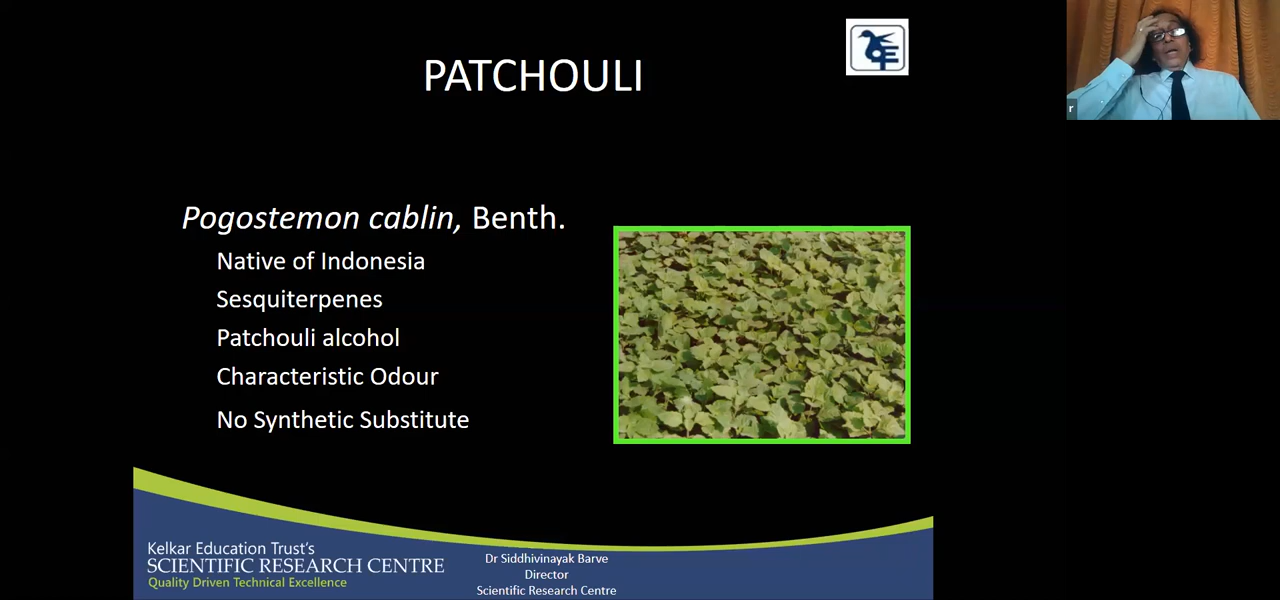 PATCHOULI
Pogostemon cablin, Benth.
Native of Indonesia
Sesquiterpenes
Patchouli alcohol
Characteristic Odour
No Synthetic Substitute
Kelkar Education Trust's
SCIENTIFIC RESEARCH CENTRE
Quality Driven Technical Excellence
Dr Siddhivinayak Barve
Director
Scientific Research Centre
r